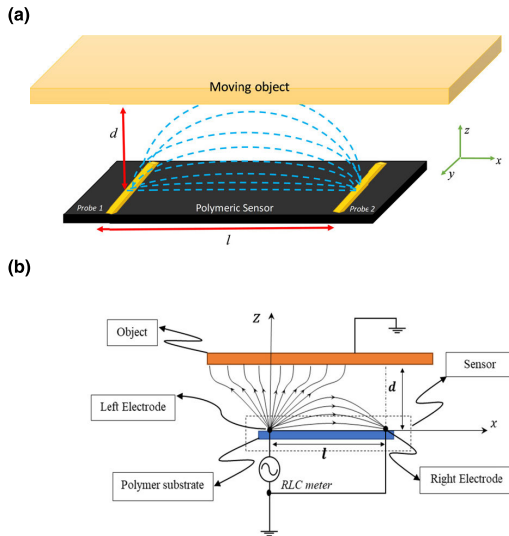 (a)
Moving object
d
z
x
y
Probe 1
Polymeric Sensor
Probe 2
l
(b)
Z
Object
Sensor
d
Left Electrode
x
l
Polymer substrate
RLC meter
Right Electrode